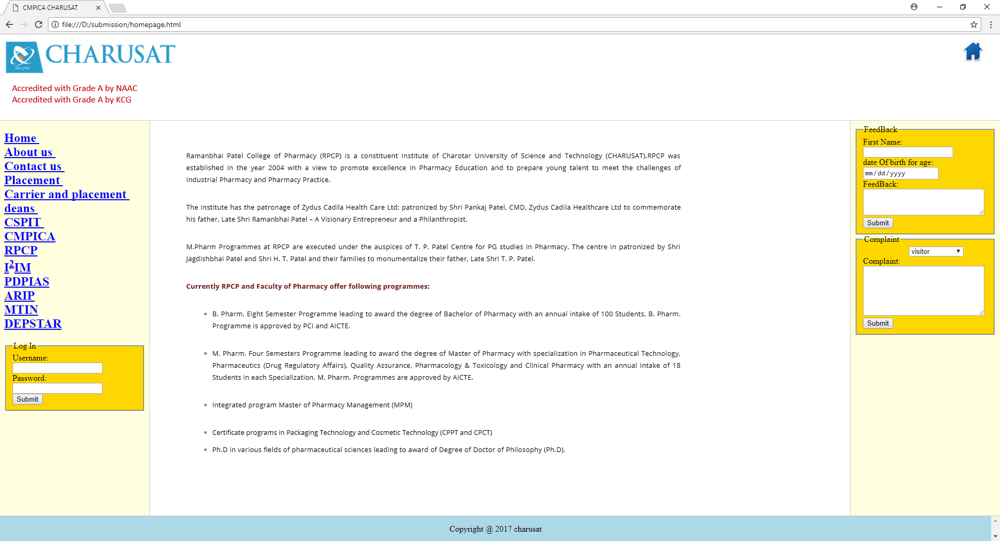 CMPICA CHARUSAT
file:///D:/submission/homepage.html
CHARUSAT
Accredited with Grade A by NAAC
Accredited with Grade A by KCG
Home
About us
Contact us
Placement
Carrier and placement
deans
CSPIT
CMPICA
RPCP
I²IM
PDPIAS
ARIP
MTIN
DEPSTAR
Log In
Username:
Password:
Submit
Ramanbhai Patel College of Pharmacy (RPCP) is a constituent Institute of Charotar University of Science and Technology (CHARUSAT).RPCP was
established in the year 2004 with a view to promote excellence in Pharmacy Education and to prepare young talent to meet the challenges of
Industrial Pharmacy and Pharmacy Practice.
The Institute has the patronage of Zydus Cadila Health Care Ltd; patronized by Shri Pankaj Patel, CMD, Zydus Cadila Healthcare Ltd to commemorate
his father, Late Shri Ramanbhai Patel – A Visionary Entrepreneur and a Philanthropist.
M.Pharm Programmes at RPCP are executed under the auspices of T. P. Patel Centre for PG studies in Pharmacy. The centre in patronized by Shri
Jagdishbhai Patel and Shri H. T. Patel and their families to monumentalize their father, Late Shri T. P. Patel.
Currently RPCP and Faculty of Pharmacy offer following programmes:
B. Pharm. Eight Semester Programme leading to award the degree of Bachelor of Pharmacy with an annual intake of 100 Students. B. Pharm.
Programme is approved by PCI and AICTE.
M. Pharm. Four Semesters Programme leading to award the degree of Master of Pharmacy with specialization in Pharmaceutical Technology,
Pharmaceutics (Drug Regulatory Affairs), Quality Assurance, Pharmacology & Toxicology and Clinical Pharmacy with an annual intake of 18
Students in each Specialization. M. Pharm. Programmes are approved by AICTE.
Integrated program Master of Pharmacy Management (MPM)
Certificate programs in Packaging Technology and Cosmetic Technology (CPPT and CPCT)
Ph.D in various fields of pharmaceutical sciences leading to award of Degree of Doctor of Philosophy (Ph.D).
FeedBack
First Name:
date Of birth for age:
mm/dd/yyyy
FeedBack:
Submit
Complaint
visitor
Complaint:
Submit
Copyright @ 2017 charusat